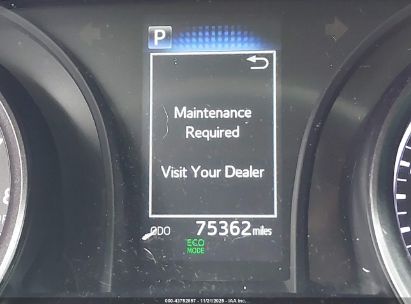 P
Maintenance
Required
Visit Your Dealer
ODO 75362 miles
ECO
MODE